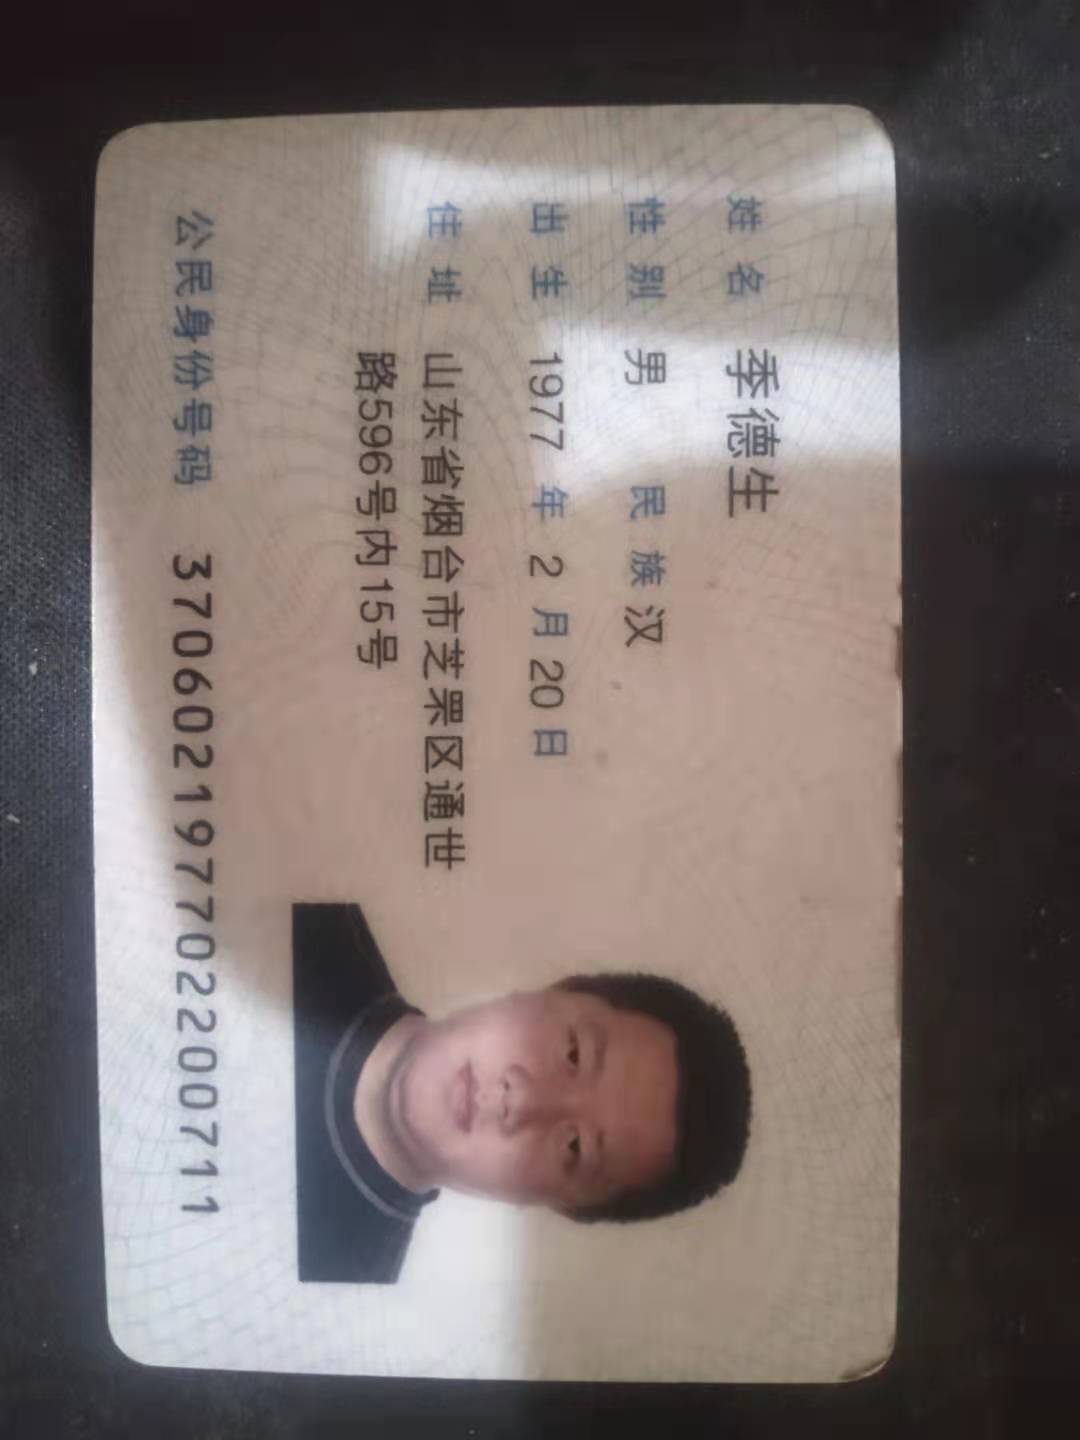 姓名 季德生
性别 男 民族 汉
出生 1977 年 2 月 20 日
住址 山东省烟台市芝罘区通世
路596号内15号
公民身份号码 370602197702200711